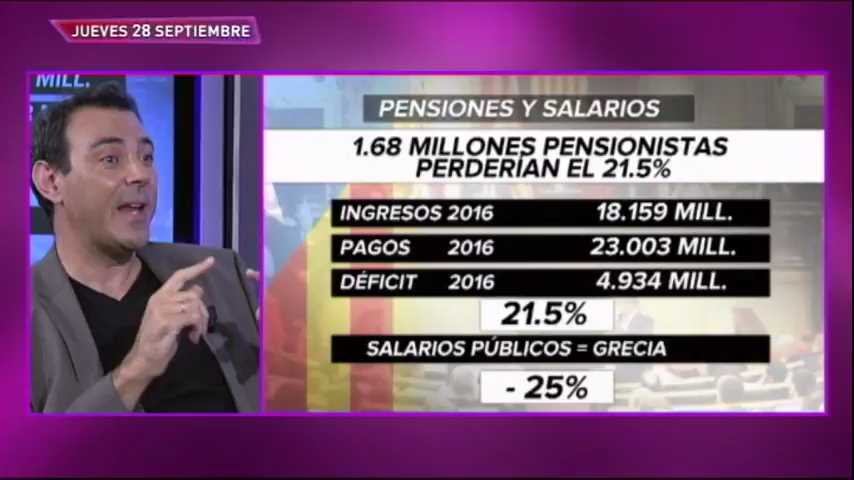 JUEVES 28 SEPTIEMBRE
MILL.
PENSIONES Y SALARIOS
1.68 MILLONES PENSIONISTAS
PERDERÍAN EL 21.5%
INGRESOS 2016 18.159 MILL.
PAGOS 2016 23.003 MILL.
DÉFICIT 2016 4.934 MILL.
21.5%
SALARIOS PÚBLICOS = GRECIA
- 25%